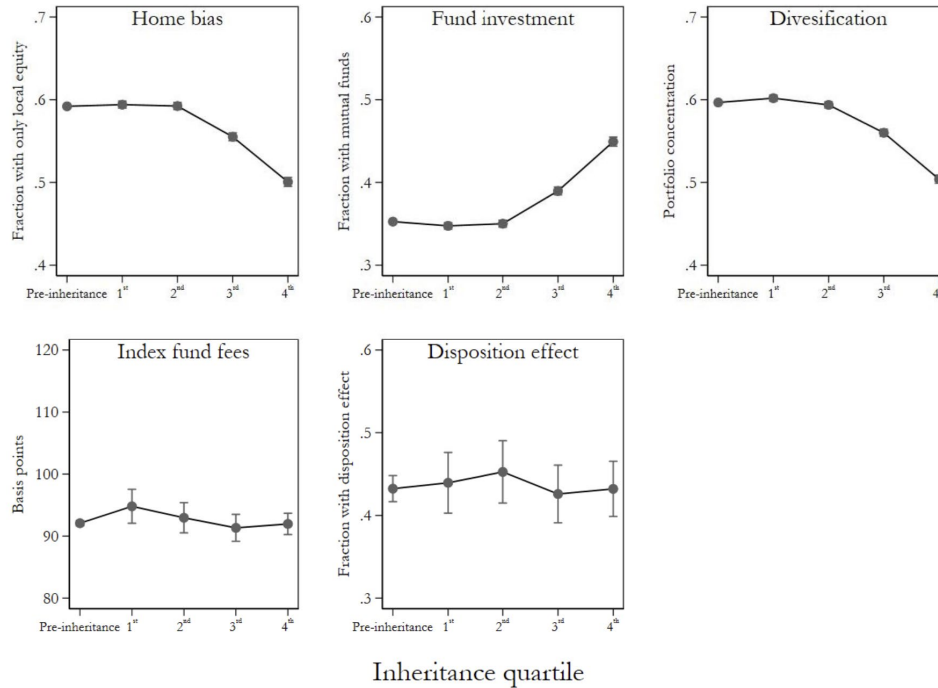 Home bias
Fraction with only local equity
.7
.6
.5
.4
Pre-inheritance 1st 2nd 3rd 4th
Fund investment
Fraction with mutual funds
.6
.5
.4
.3
Pre-inheritance 1st 2nd 3rd 4th
Divesification
Portfolio concentration
.7
.6
.5
.4
Pre-inheritance 1st 2nd 3rd 4
Index fund fees
Basis points
120
110
100
90
80
Pre-inheritance 1st 2nd 3rd 4th
Disposition effect
Fraction with disposition effect
.6
.5
.4
.3
Pre-inheritance 1st 2nd 3rd 4th
Inheritance quartile